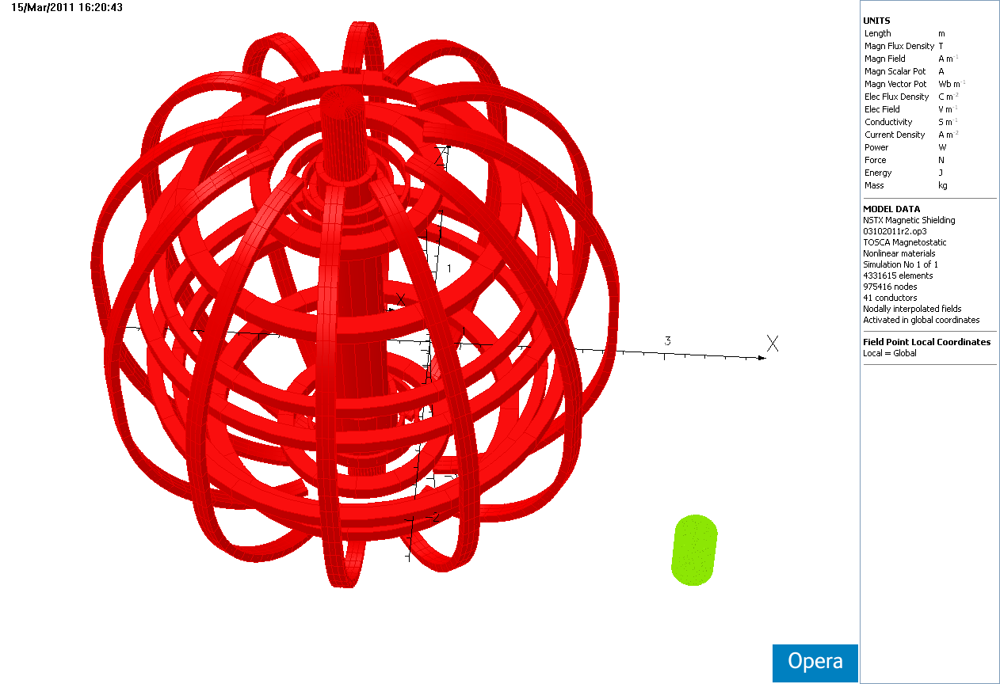 15/Mar/2011 16:20:43
UNITS
Length m
Magn Flux Density T
Magn Field A m-1
Magn Scalar Pot A
Magn Vector Pot Wb m-1
Elec Flux Density C m-2
Elec Field V m-1
Conductivity S m-1
Current Density A m-2
Power W
Force N
Energy J
Mass kg
MODEL DATA
NSTX Magnetic Shielding
03102011r2.op3
TOSCA Magnetostatic
Nonlinear materials
Simulation No 1 of 1
4331615 elements
975416 nodes
41 conductors
Nodally interpolated fields
Activated in global coordinates
Field Point Local Coordinates
Local = Global
1
X
1
3
X
2
Opera